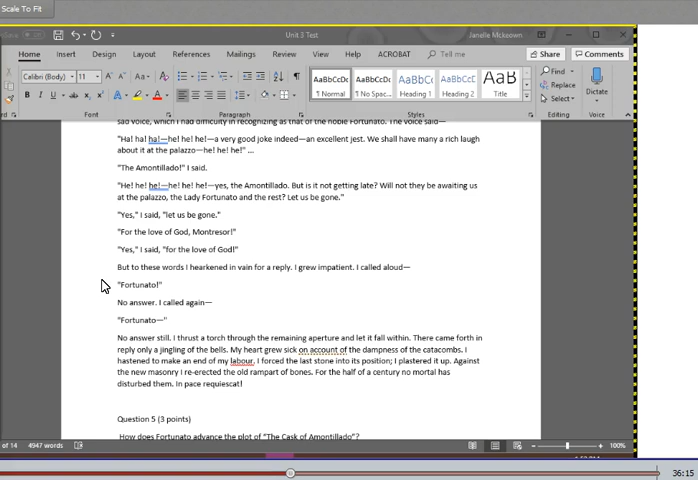 Scale To Fit
Unit 3 Test
Janelle Mckeown
Home Insert Draw Design Layout References Mailings Review View Help ACROBAT Tell me Share Comments
Calibri (Body) 11 Aa
AaBbCcDc AaBbCcDc AaBbCc AaBbCcD AaB
Find
Replace
B I U ab x₂ x² A
¶ Normal ¶ No Spac... Heading 1 Heading 2 Title
Select
Dictate
Font Paragraph Styles Editing Voice
sad voice, which I had difficulty in recognizing as that of the noble Fortunato. The voice said—
"Ha! ha! ha!—he! he! he!—a very good joke indeed—an excellent jest. We shall have many a rich laugh
about it at the palazzo—he! he! he!" ...
"The Amontillado!" I said.
"He! he! he!—he! he! he!—yes, the Amontillado. But is it not getting late? Will not they be awaiting us
at the palazzo, the Lady Fortunato and the rest? Let us be gone."
"Yes," I said, "let us be gone."
"For the love of God, Montresor!"
"Yes," I said, "for the love of God!"
But to these words I hearkened in vain for a reply. I grew impatient. I called aloud—
"Fortunato!"
No answer. I called again—
"Fortunato—"
No answer still. I thrust a torch through the remaining aperture and let it fall within. There came forth in
reply only a jingling of the bells. My heart grew sick on account of the dampness of the catacombs. I
hastened to make an end of my labour. I forced the last stone into its position; I plastered it up. Against
the new masonry I re-erected the old rampart of bones. For the half of a century no mortal has
disturbed them. In pace requiescat!
Question 5 (3 points)
How does Fortunato advance the plot of "The Cask of Amontillado"?
of 14 4947 words 100%
36:15